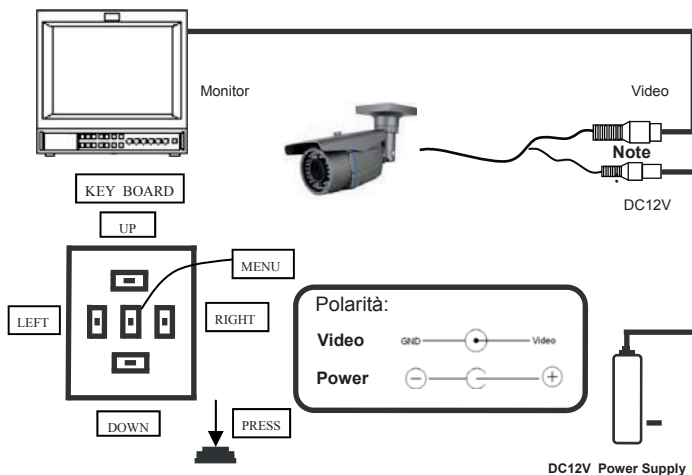 Monitor
Video
Note
DC12V
KEY BOARD
UP
MENU
LEFT
RIGHT
DOWN
PRESS
Polarità:
Video GND Video
Power - +
DC12V Power Supply